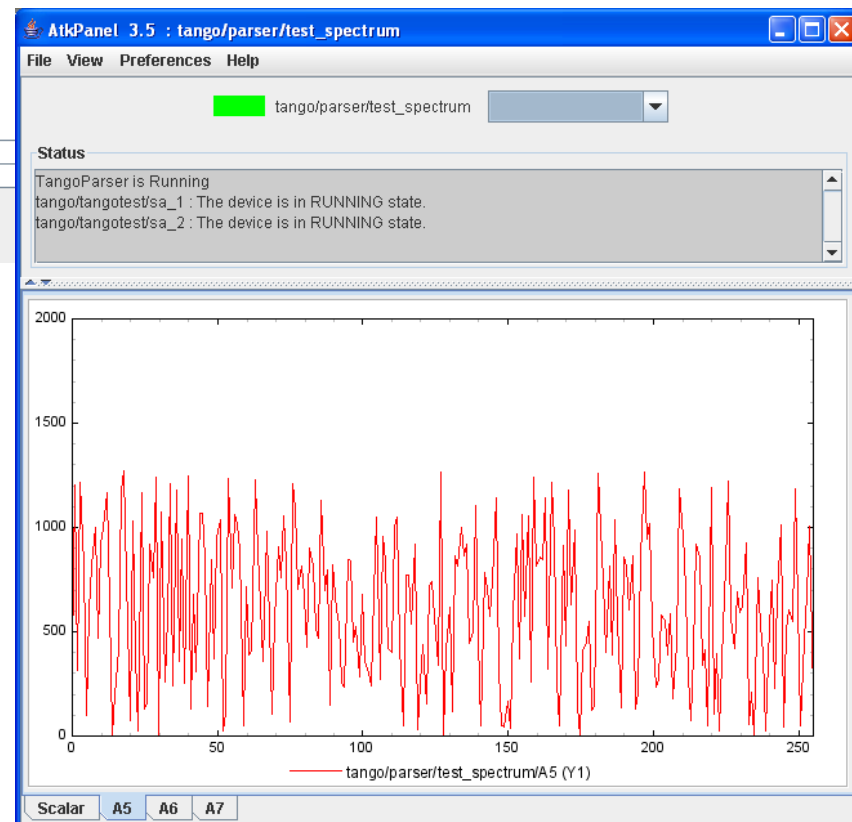 AtkPanel 3.5 : tango/parser/test_spectrum
File View Preferences Help
tango/parser/test_spectrum
Status
TangoParser is Running
tango/tangotest/sa_1 : The device is in RUNNING state.
tango/tangotest/sa_2 : The device is in RUNNING state.
2000
1500
1000
500
0
0 50 100 150 200 250
tango/parser/test_spectrum/A5 (Y1)
Scalar A5 A6 A7